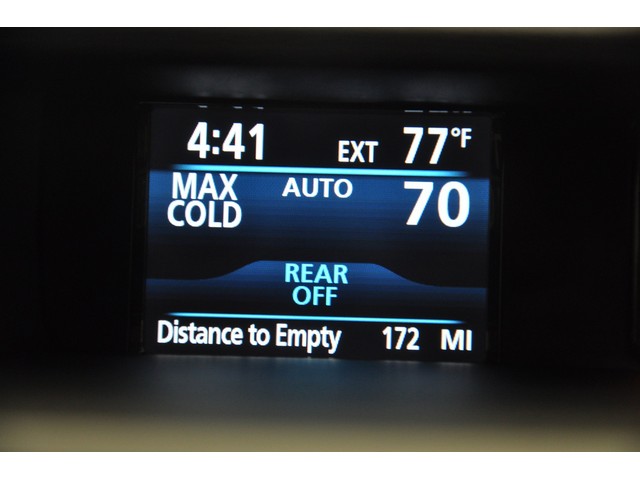 4:41 EXT 77°F
MAX COLD AUTO 70
REAR
OFF
Distance to Empty 172 MI